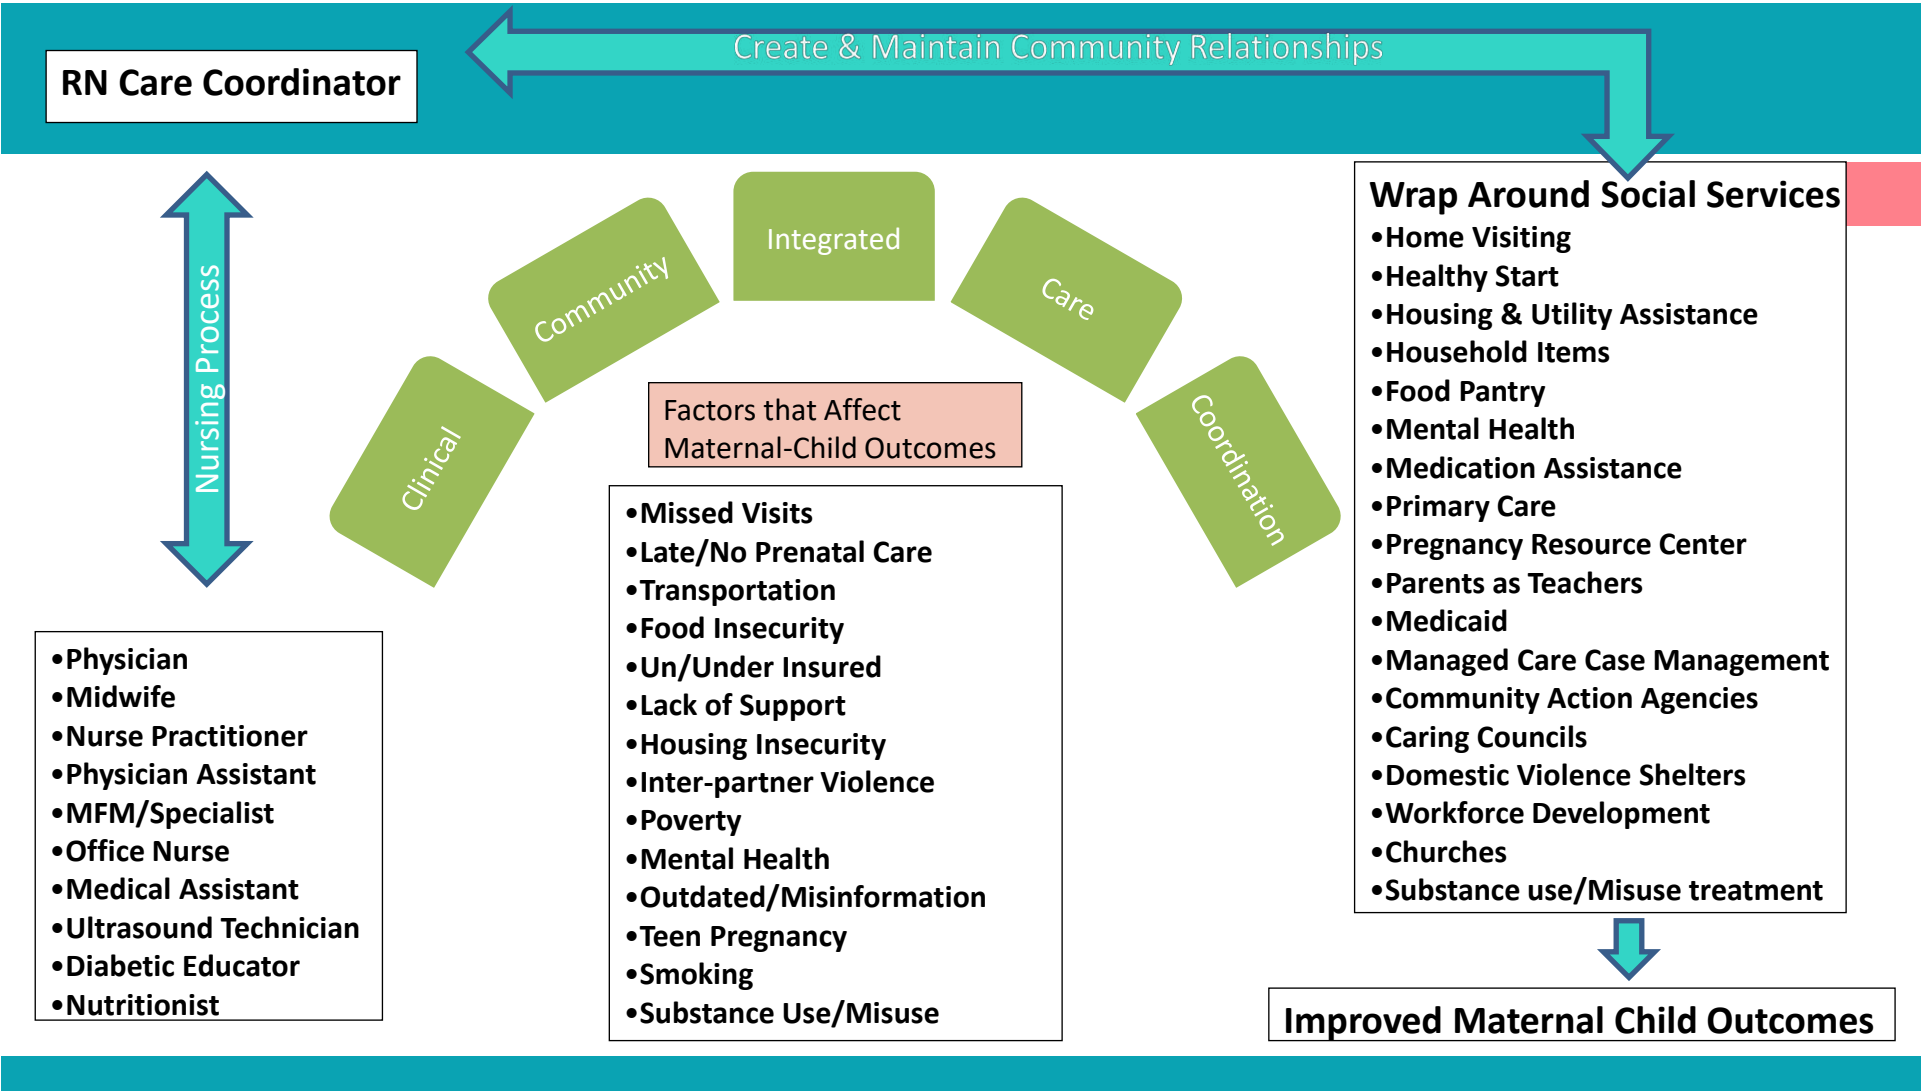 Create & Maintain Community Relationships
RN Care Coordinator
Nursing Process
Clinical
Community
Integrated
Care
Coordination
Factors that Affect
Maternal-Child Outcomes
•Missed Visits
•Late/No Prenatal Care
•Transportation
•Food Insecurity
•Un/Under Insured
•Lack of Support
•Housing Insecurity
•Inter-partner Violence
•Poverty
•Mental Health
•Outdated/Misinformation
•Teen Pregnancy
•Smoking
•Substance Use/Misuse
•Physician
•Midwife
•Nurse Practitioner
•Physician Assistant
•MFM/Specialist
•Office Nurse
•Medical Assistant
•Ultrasound Technician
•Diabetic Educator
•Nutritionist
Wrap Around Social Services
•Home Visiting
•Healthy Start
•Housing & Utility Assistance
•Household Items
•Food Pantry
•Mental Health
•Medication Assistance
•Primary Care
•Pregnancy Resource Center
•Parents as Teachers
•Medicaid
•Managed Care Case Management
•Community Action Agencies
•Caring Councils
•Domestic Violence Shelters
•Workforce Development
•Churches
•Substance use/Misuse treatment
Improved Maternal Child Outcomes